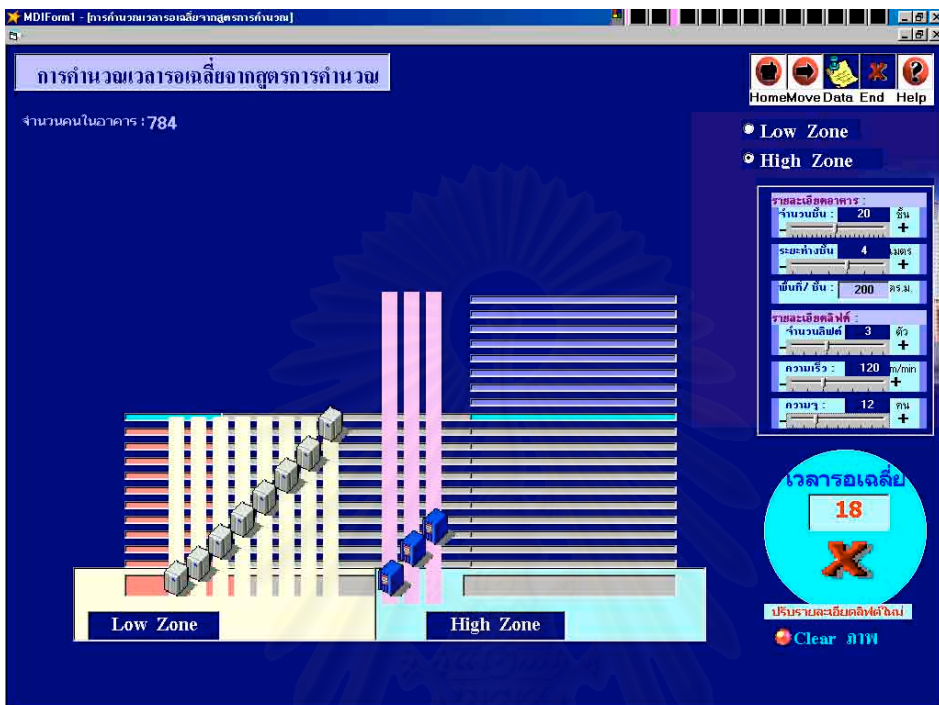 MDIForm1 - [การคำนวณเวลารอเฉลี่ยจากสูตรการคำนวณ]
การคำนวณเวลารอเฉลี่ยจากสูตรการคำนวณ
Home Move Data End Help
จำนวนคนในอาคาร : 784
Low Zone
High Zone
รายละเอียดอาคาร :
จำนวนชั้น : 20 ชั้น
- +
ระยะห่างชั้น 4 เมตร
- +
พื้นที่/ ชั้น : 200 ตร.ม.
รายละเอียดลิฟต์ :
จำนวนลิฟต์ 3 ตัว
- +
ความเร็ว : 120 m/min
- +
ความจุ : 12 คน
- +
เวลารอเฉลี่ย
18
X
ปรับรายละเอียดลิฟต์ใหม่
Clear ภาพ
Low Zone
High Zone